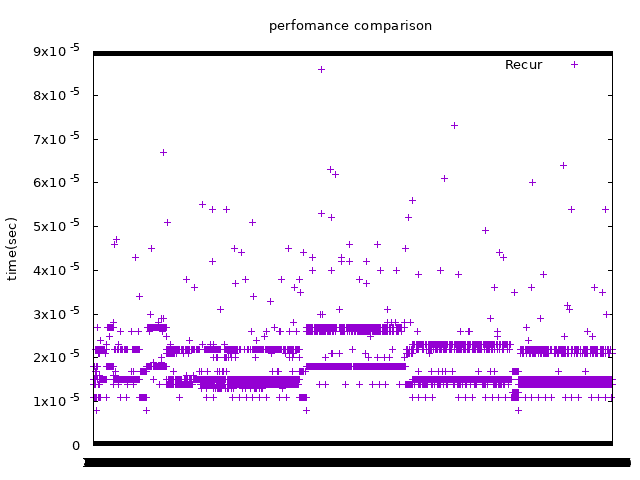 perfomance comparison
9x10⁻⁵
Recur
8x10⁻⁵
7x10⁻⁵
6x10⁻⁵
5x10⁻⁵
time(sec)
4x10⁻⁵
3x10⁻⁵
2x10⁻⁵
1x10⁻⁵
0